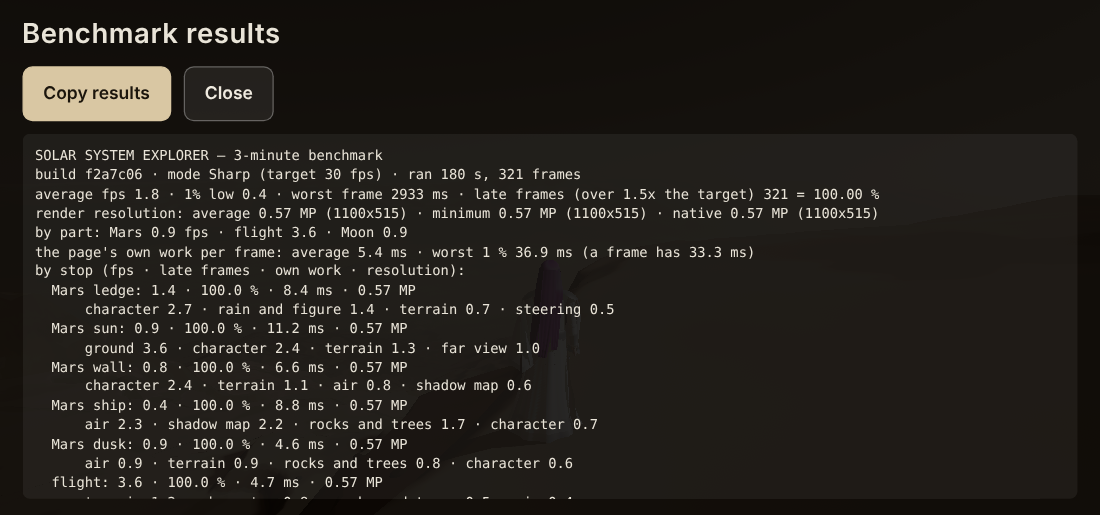 Benchmark results
Copy results
Close
SOLAR SYSTEM EXPLORER — 3-minute benchmark
build f2a7c06 · mode Sharp (target 30 fps) · ran 180 s, 321 frames
average fps 1.8 · 1% low 0.4 · worst frame 2933 ms · late frames (over 1.5x the target) 321 = 100.00 %
render resolution: average 0.57 MP (1100x515) · minimum 0.57 MP (1100x515) · native 0.57 MP (1100x515)
by part: Mars 0.9 fps · flight 3.6 · Moon 0.9
the page's own work per frame: average 5.4 ms · worst 1 % 36.9 ms (a frame has 33.3 ms)
by stop (fps · late frames · own work · resolution):
Mars ledge: 1.4 · 100.0 % · 8.4 ms · 0.57 MP
character 2.7 · rain and figure 1.4 · terrain 0.7 · steering 0.5
Mars sun: 0.9 · 100.0 % · 11.2 ms · 0.57 MP
ground 3.6 · character 2.4 · terrain 1.3 · far view 1.0
Mars wall: 0.8 · 100.0 % · 6.6 ms · 0.57 MP
character 2.4 · terrain 1.1 · air 0.8 · shadow map 0.6
Mars ship: 0.4 · 100.0 % · 8.8 ms · 0.57 MP
air 2.3 · shadow map 2.2 · rocks and trees 1.7 · character 0.7
Mars dusk: 0.9 · 100.0 % · 4.6 ms · 0.57 MP
air 0.9 · terrain 0.9 · rocks and trees 0.8 · character 0.6
flight: 3.6 · 100.0 % · 4.7 ms · 0.57 MP